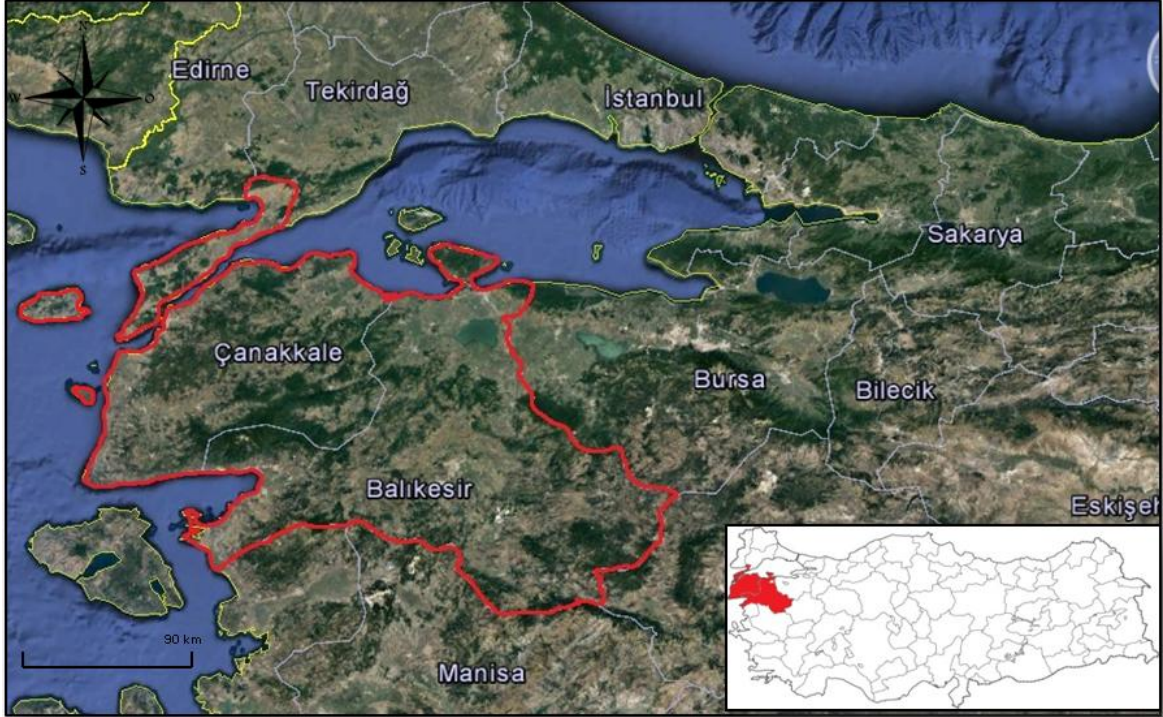 N
W
O
S
Edirne
Tekirdağ
İstanbul
Sakarya
Çanakkale
Bursa
Bilecik
Balıkesir
Eskişeh
Manisa
90 km